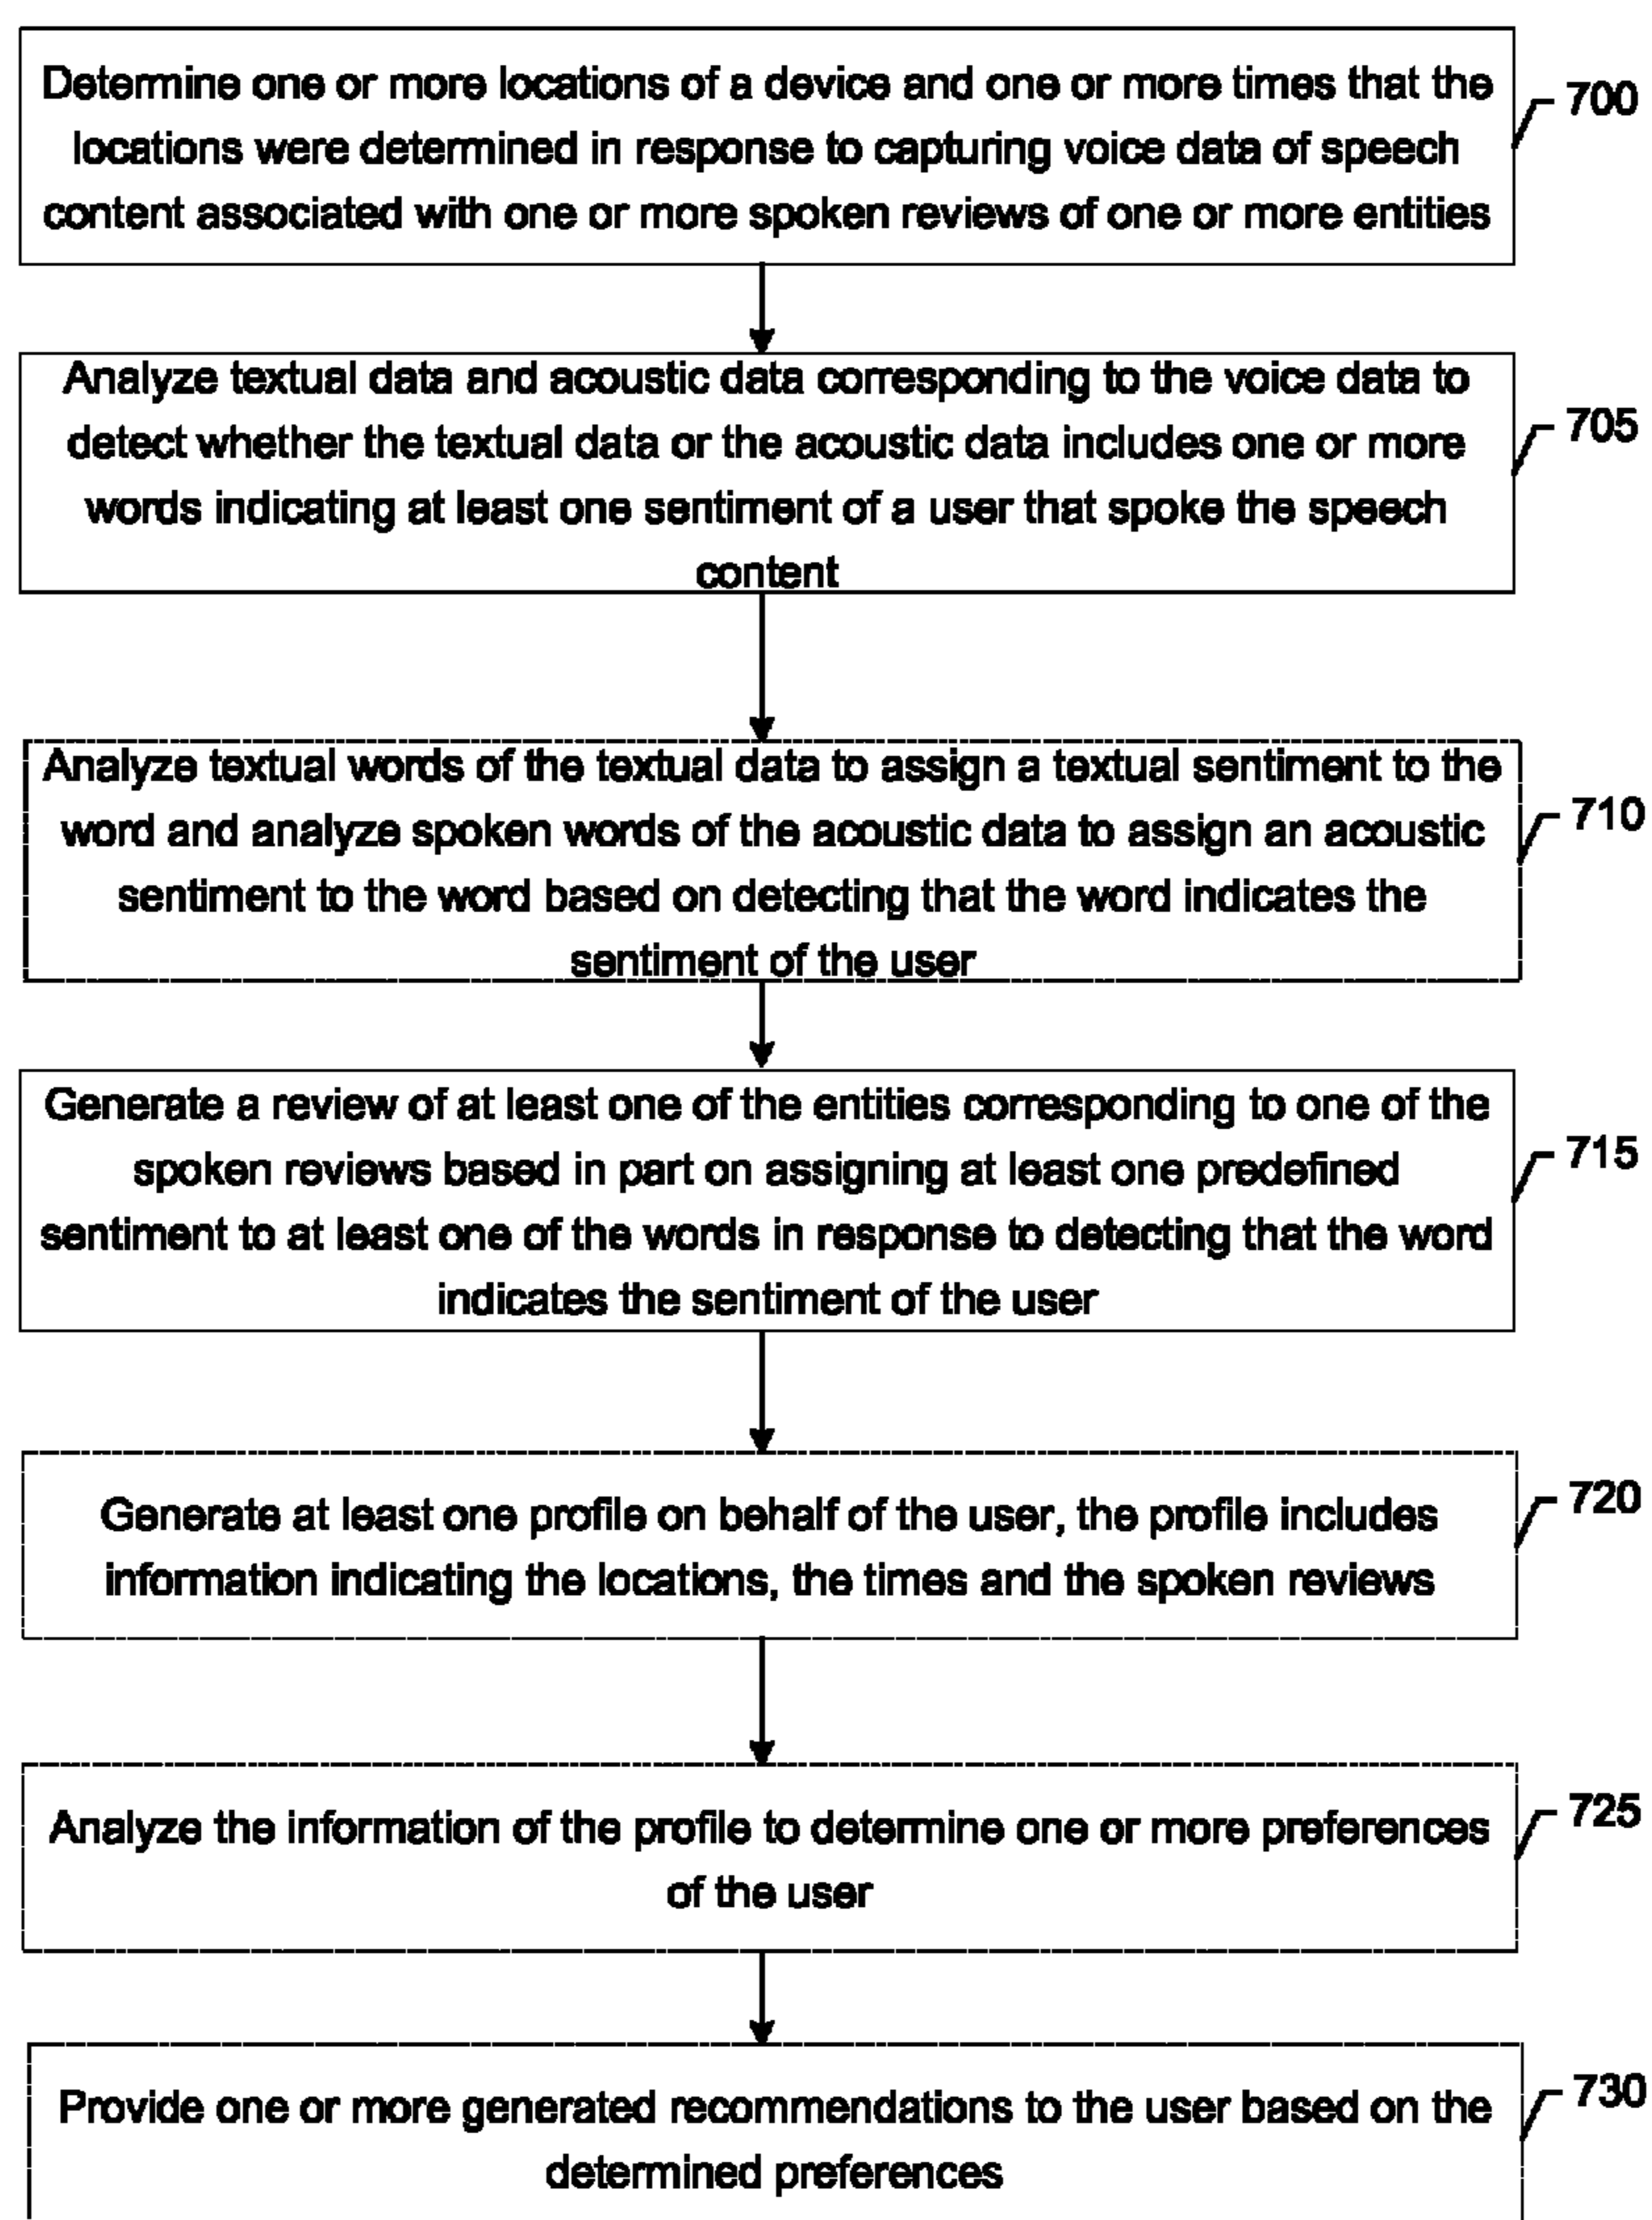 Determine one or more locations of a device and one or more times that the
locations were determined in response to capturing voice data of speech
content associated with one or more spoken reviews of one or more entities
700
Analyze textual data and acoustic data corresponding to the voice data to
detect whether the textual data or the acoustic data includes one or more
words indicating at least one sentiment of a user that spoke the speech
content
705
Analyze textual words of the textual data to assign a textual sentiment to the
word and analyze spoken words of the acoustic data to assign an acoustic
sentiment to the word based on detecting that the word indicates the
sentiment of the user
710
Generate a review of at least one of the entities corresponding to one of the
spoken reviews based in part on assigning at least one predefined
sentiment to at least one of the words in response to detecting that the word
indicates the sentiment of the user
715
Generate at least one profile on behalf of the user, the profile includes
information indicating the locations, the times and the spoken reviews
720
Analyze the information of the profile to determine one or more preferences
of the user
725
Provide one or more generated recommendations to the user based on the
determined preferences
730